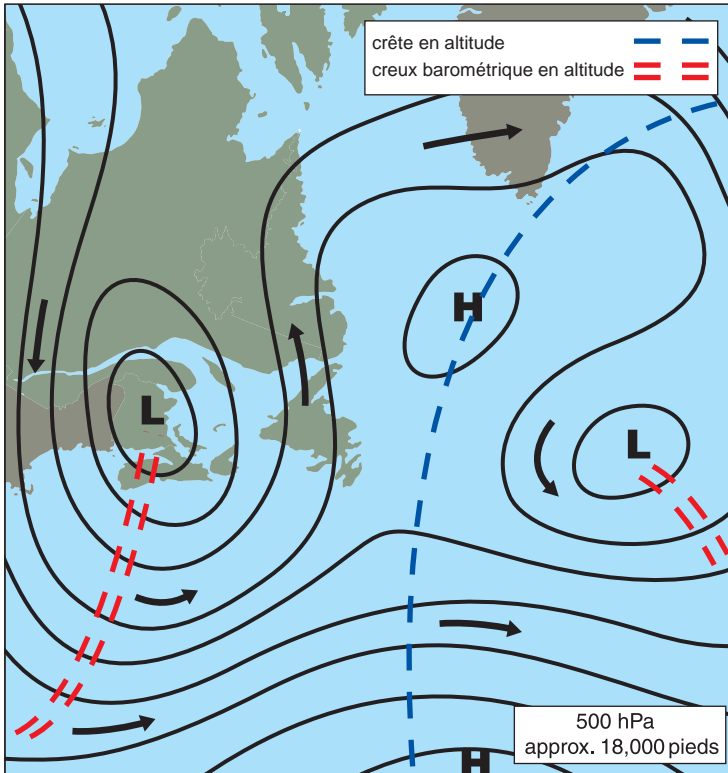 crête en altitude
creux barométrique en altitude
H
L
L
H
500 hPa
approx. 18,000 pieds